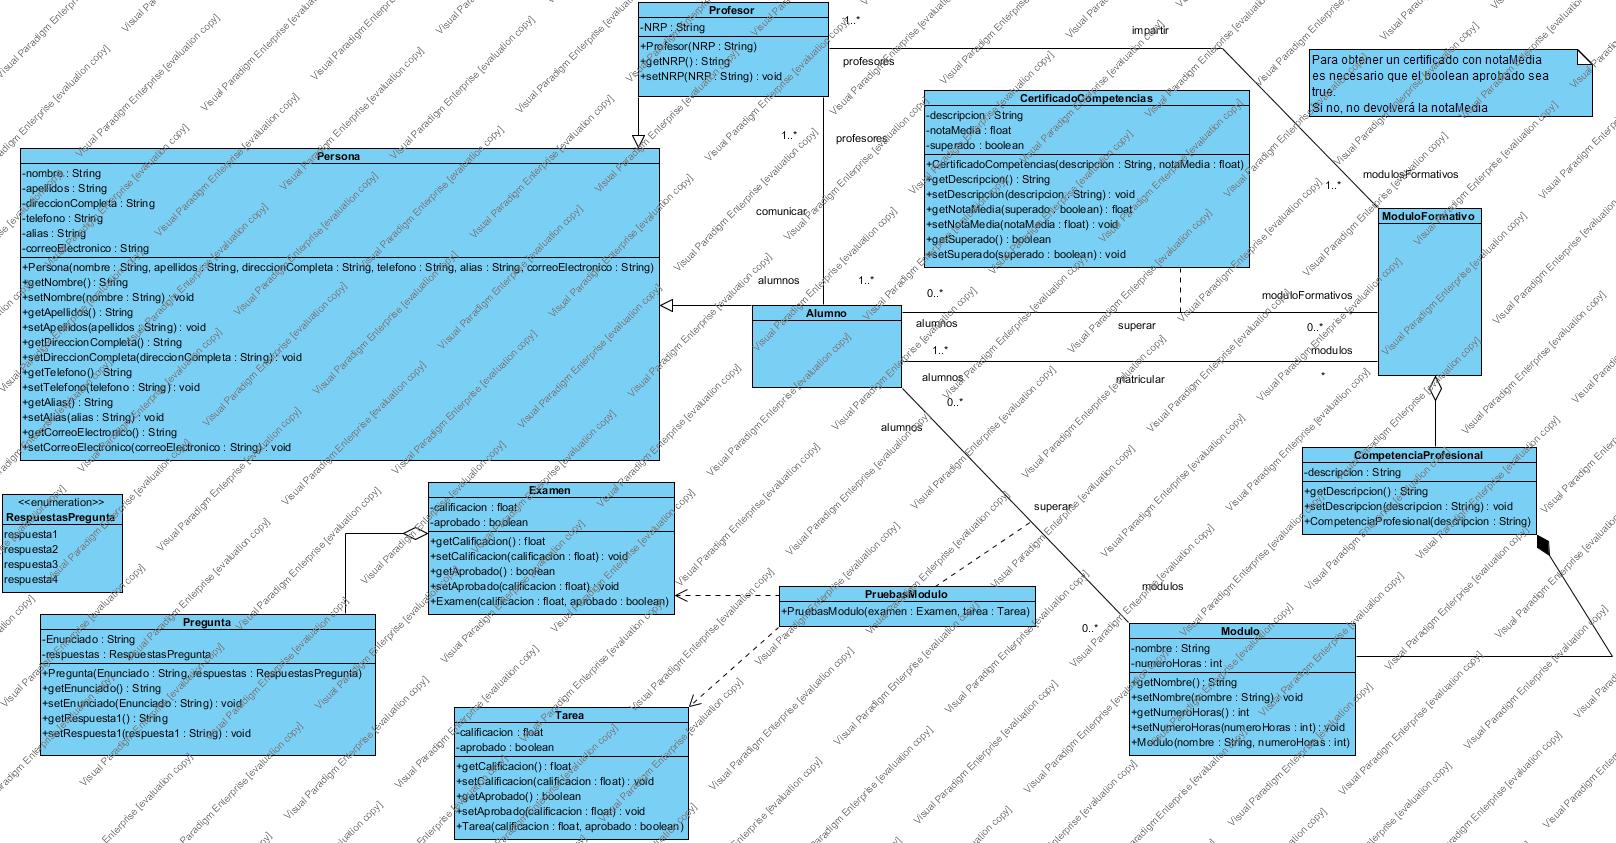 Profesor
-NRP : String
+Profesor(NRP : String)
+getNRP() : String
+setNRP(NRP : String) : void
1..*
profesores
impartir
1..*
modulosFormativos
Para obtener un certificado con notaMedia
es necesario que el boolean aprobado sea
true.
Si no, no devolverá la notaMedia
CertificadoCompetencias
-descripcion : String
-notaMedia : float
-superado : boolean
+CertificadoCompetencias(descripcion : String, notaMedia : float)
+getDescripcion() : String
+setDescripcion(descripcion : String) : void
+getNotaMedia(superado : boolean) : float
+setNotaMedia(notaMedia : float) : void
+getSuperado() : boolean
+setSuperado(superado : boolean) : void
1..*
profesores
comunicar
alumnos
1..*
Persona
-nombre : String
-apellidos : String
-direccionCompleta : String
-telefono : String
-alias : String
-correoElectronico : String
+Persona(nombre : String, apellidos : String, direccionCompleta : String, telefono : String, alias : String, correoElectronico : String)
+getNombre() : String
+setNombre(nombre : String) : void
+getApellidos() : String
+setApellidos(apellidos : String) : void
+getDireccionCompleta() : String
+setDireccionCompleta(direccionCompleta : String) : void
+getTelefono() : String
+setTelefono(telefono : String) : void
+getAlias() : String
+setAlias(alias : String) : void
+getCorreoElectronico() : String
+setCorreoElectronico(correoElectronico : String) : void
ModuloFormativo
Alumno
0..*
alumnos
superar
moduloFormativos
0..*
1..*
alumnos
matricular
modulos
*
0..*
alumnos
superar
modulos
0..*
CompetenciaProfesional
-descripcion : String
+getDescripcion() : String
+setDescripcion(descripcion : String) : void
+CompetenciaProfesional(descripcion : String)
<<enumeration>>
RespuestasPregunta
respuesta1
respuesta2
respuesta3
respuesta4
Examen
-calificacion : float
-aprobado : boolean
+getCalificacion() : float
+setCalificacion(calificacion : float) : void
+getAprobado() : boolean
+setAprobado(calificacion : float) : void
+Examen(calificacion : float, aprobado : boolean)
PruebasModulo
+PruebasModulo(examen : Examen, tarea : Tarea)
Pregunta
-Enunciado : String
-respuestas : RespuestasPregunta
+Pregunta(Enunciado : String, respuestas : RespuestasPregunta)
+getEnunciado() : String
+setEnunciado(Enunciado : String) : void
+getRespuesta1() : String
+setRespuesta1(respuesta1 : String) : void
Modulo
-nombre : String
-numeroHoras : int
+getNombre() : String
+setNombre(nombre : String) : void
+getNumeroHoras() : int
+setNumeroHoras(numeroHoras : int) : void
+Modulo(nombre : String, numeroHoras : int)
Tarea
-calificacion : float
-aprobado : boolean
+getCalificacion() : float
+setCalificacion(calificacion : float) : void
+getAprobado() : boolean
+setAprobado(calificacion : float) : void
+Tarea(calificacion : float, aprobado : boolean)
Visual Paradigm Enterprise [evaluation copy]